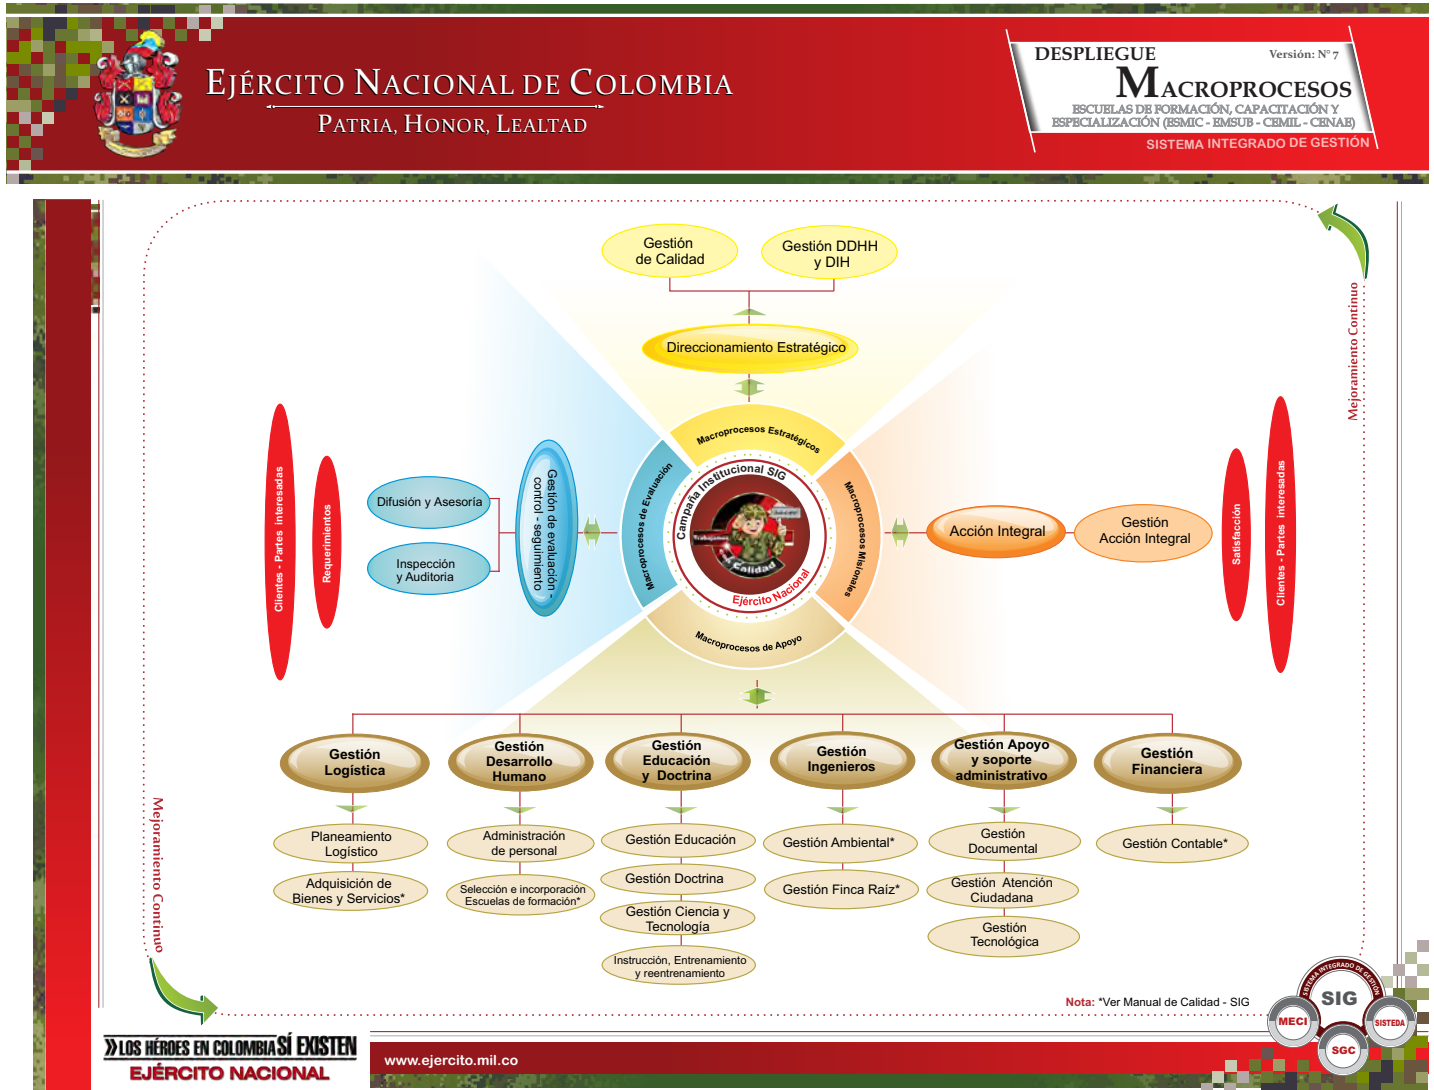 EJÉRCITO NACIONAL DE COLOMBIA
PATRIA, HONOR, LEALTAD
DESPLIEGUE
Versión: N° 7
MACROPROCESOS
ESCUELAS DE FORMACIÓN, CAPACITACIÓN Y
ESPECIALIZACIÓN (ESMIC - EMSUB - CEMIL - CENAE)
SISTEMA INTEGRADO DE GESTIÓN
Mejoramiento Continuo
Gestión
de Calidad
Gestión DDHH
y DIH
Direccionamiento Estratégico
Macroprocesos Estratégicos
Macroprocesos de Evaluación
Macroprocesos Misionales
Macroprocesos de Apoyo
Campaña Institucional SIG
Trabajamos
con Calidad
Ejército Nacional
Clientes - Partes interesadas
Requerimientos
Difusión y Asesoría
Inspección
y Auditoria
Gestión de evaluación -
control - seguimiento
Acción Integral
Gestión
Acción Integral
Satisfacción
Clientes - Partes interesadas
Gestión
Logística
Gestión
Desarrollo
Humano
Gestión
Educación
y Doctrina
Gestión
Ingenieros
Gestión Apoyo
y soporte
administrativo
Gestión
Financiera
Planeamiento
Logístico
Adquisición de
Bienes y Servicios*
Administración
de personal
Selección e incorporación
Escuelas de formación*
Gestión Educación
Gestión Doctrina
Gestión Ciencia y
Tecnología
Instrucción, Entrenamiento
y reentrenamiento
Gestión Ambiental*
Gestión Finca Raíz*
Gestión
Documental
Gestión Atención
Ciudadana
Gestión
Tecnológica
Gestión Contable*
Mejoramiento Continuo
Nota: *Ver Manual de Calidad - SIG
SISTEMA INTEGRADO DE GESTIÓN
SIG
MECI
SGC
SISTEDA
LOS HÉROES EN COLOMBIA SÍ EXISTEN
EJÉRCITO NACIONAL
www.ejercito.mil.co